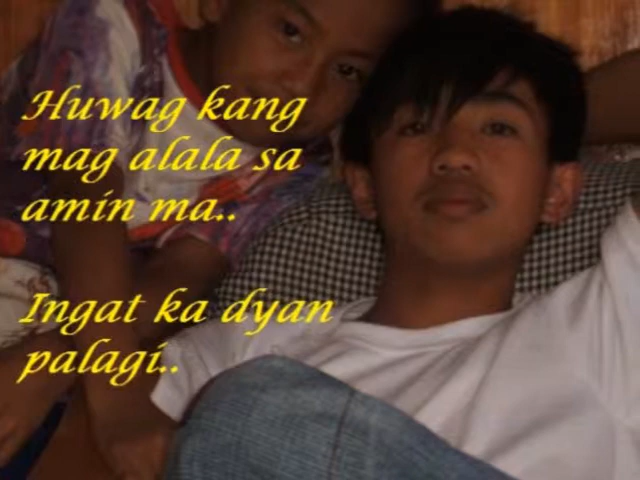 Huwag kang
mag alala sa
amin ma..
Ingat ka dyan
palagi..